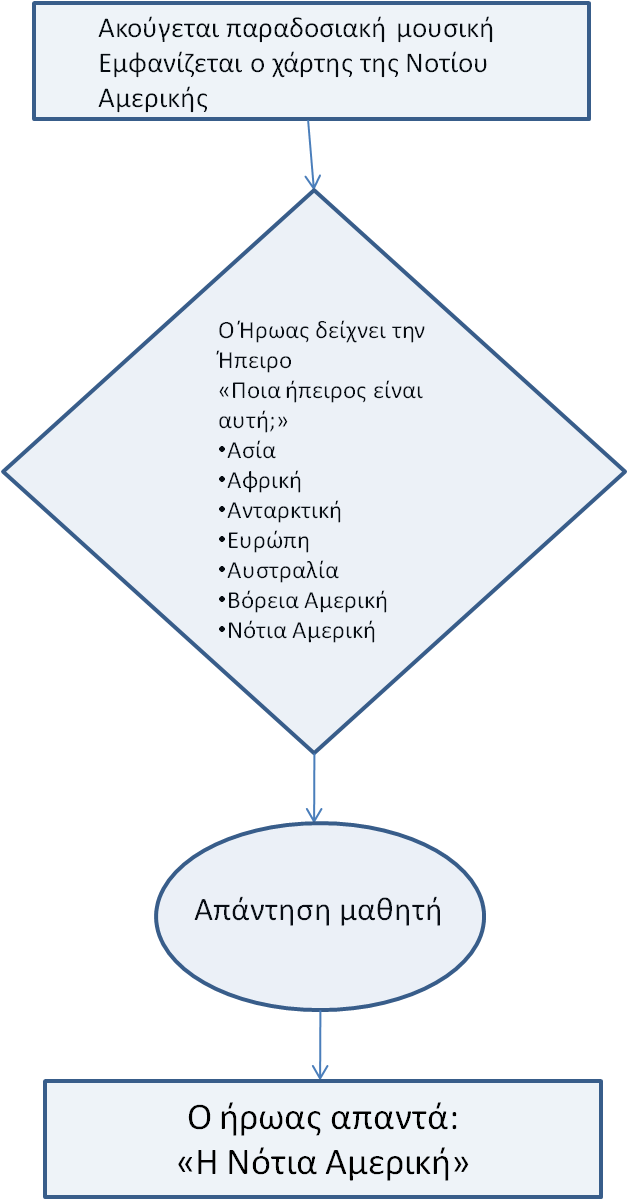 Ακούγεται παραδοσιακή μουσική
Εμφανίζεται ο χάρτης της Νοτίου
Αμερικής
Ο Ήρωας δείχνει την
Ήπειρο
«Ποια ήπειρος είναι
αυτή;»
•Ασία
•Αφρική
•Ανταρκτική
•Ευρώπη
•Αυστραλία
•Βόρεια Αμερική
•Νότια Αμερική
Απάντηση μαθητή
Ο ήρωας απαντά:
«Η Νότια Αμερική»